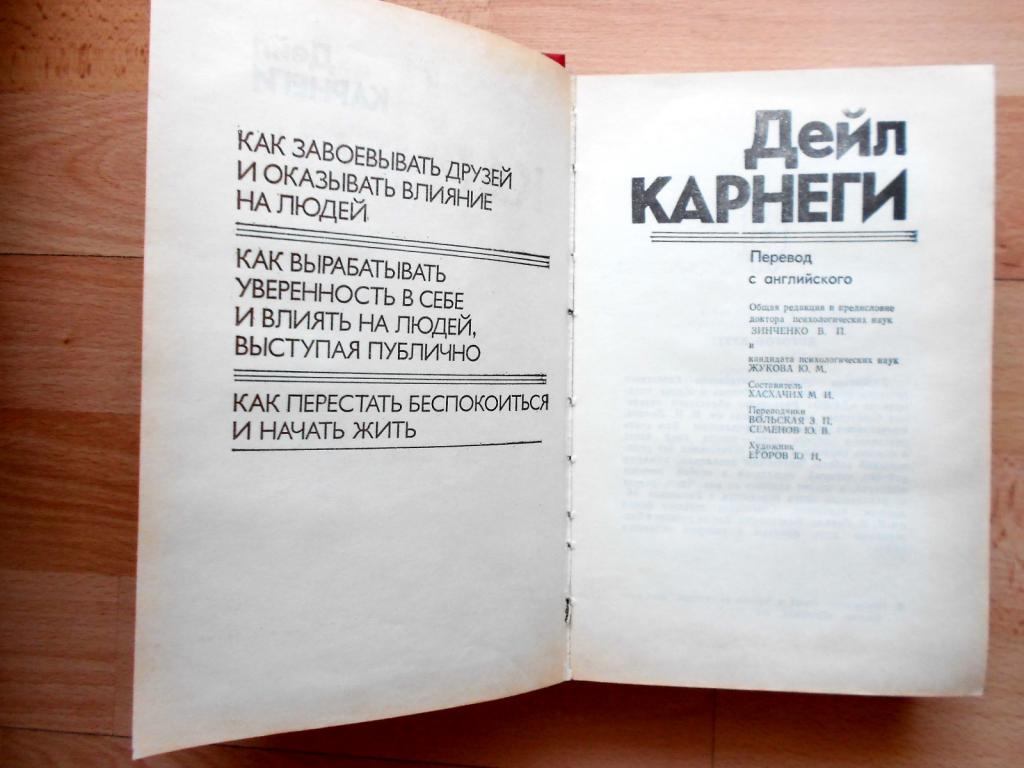 КАК ЗАВОЕВЫВАТЬ ДРУЗЕЙ
И ОКАЗЫВАТЬ ВЛИЯНИЕ
НА ЛЮДЕЙ
КАК ВЫРАБАТЫВАТЬ
УВЕРЕННОСТЬ В СЕБЕ
И ВЛИЯТЬ НА ЛЮДЕЙ,
ВЫСТУПАЯ ПУБЛИЧНО
КАК ПЕРЕСТАТЬ БЕСПОКОИТЬСЯ
И НАЧАТЬ ЖИТЬ
Дейл
КАРНЕГИ
Перевод
с английского
Общая редакция и предисловие
доктора психологических наук
ЗИНЧЕНКО В. П.
и
кандидата психологических наук
ЖУКОВА Ю. М.
Составитель
ХАСХАЧИХ М. И.
Переводчики
ВОЛЬСКАЯ З. П.
СЕМЕНОВ Ю. В.
Художник
ЕГОРОВ Ю. Н.